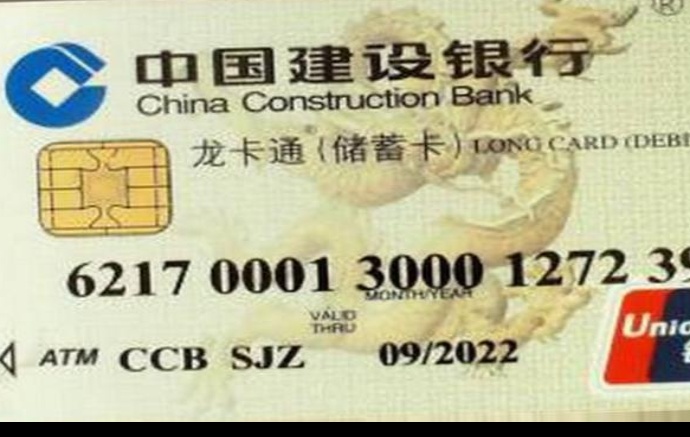 ®
中国建设银行
China Construction Bank
龙卡通(储蓄卡) LONG CARD (DEBI
6217 0001 3000 1272 39
MONTH/YEAR
VALID
THRU
ATM CCB SJZ 09/2022
Unio